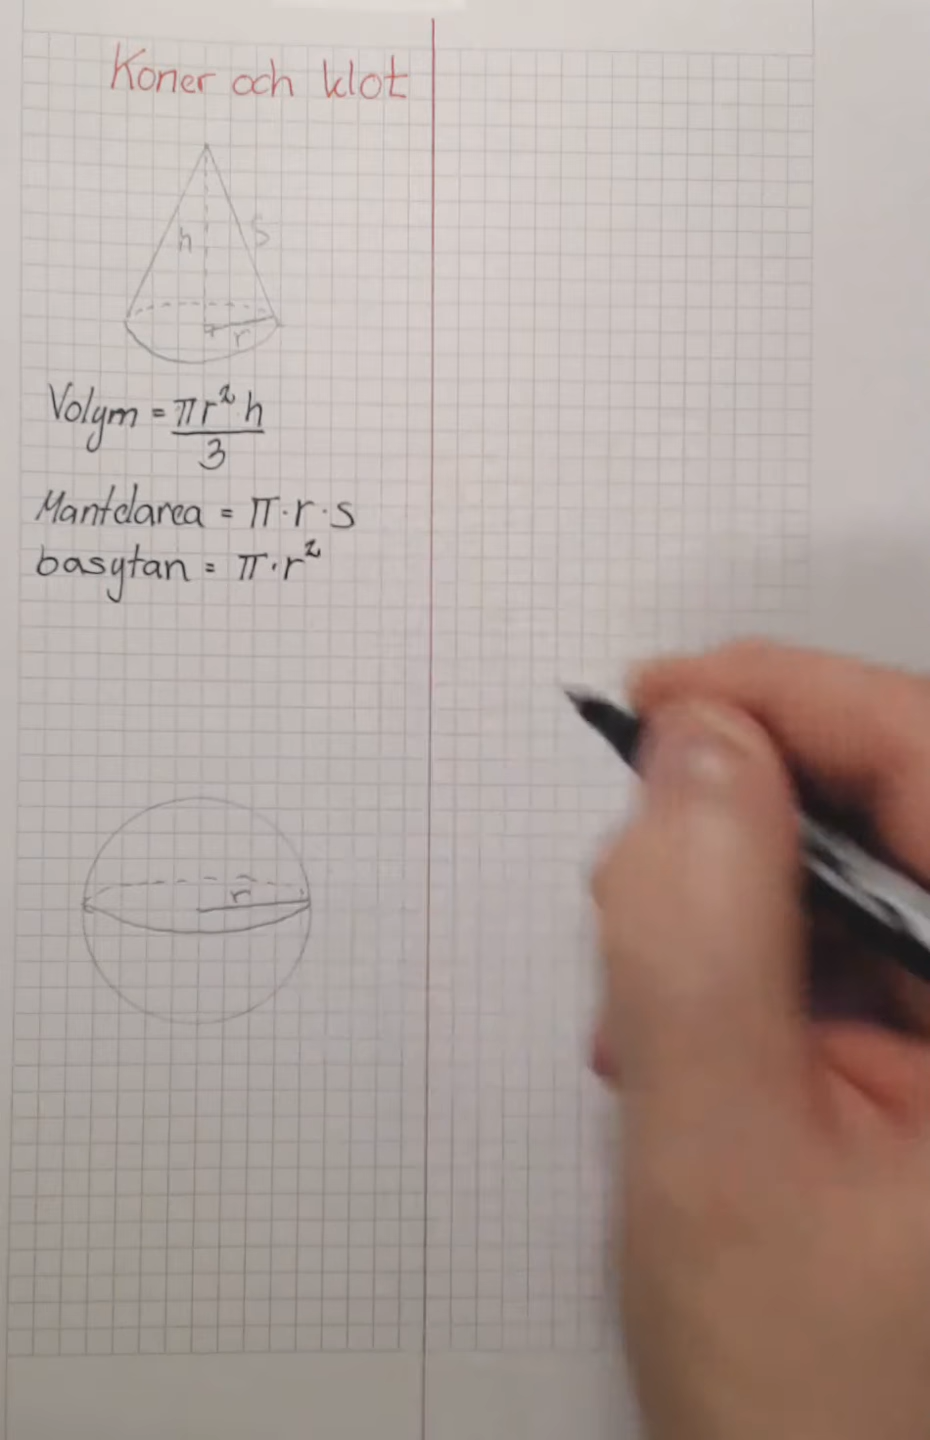 Koner och klot
h
s
r
Volym = πr²h/3
Mantelarea = π·r·s
basytan = π·r²
r